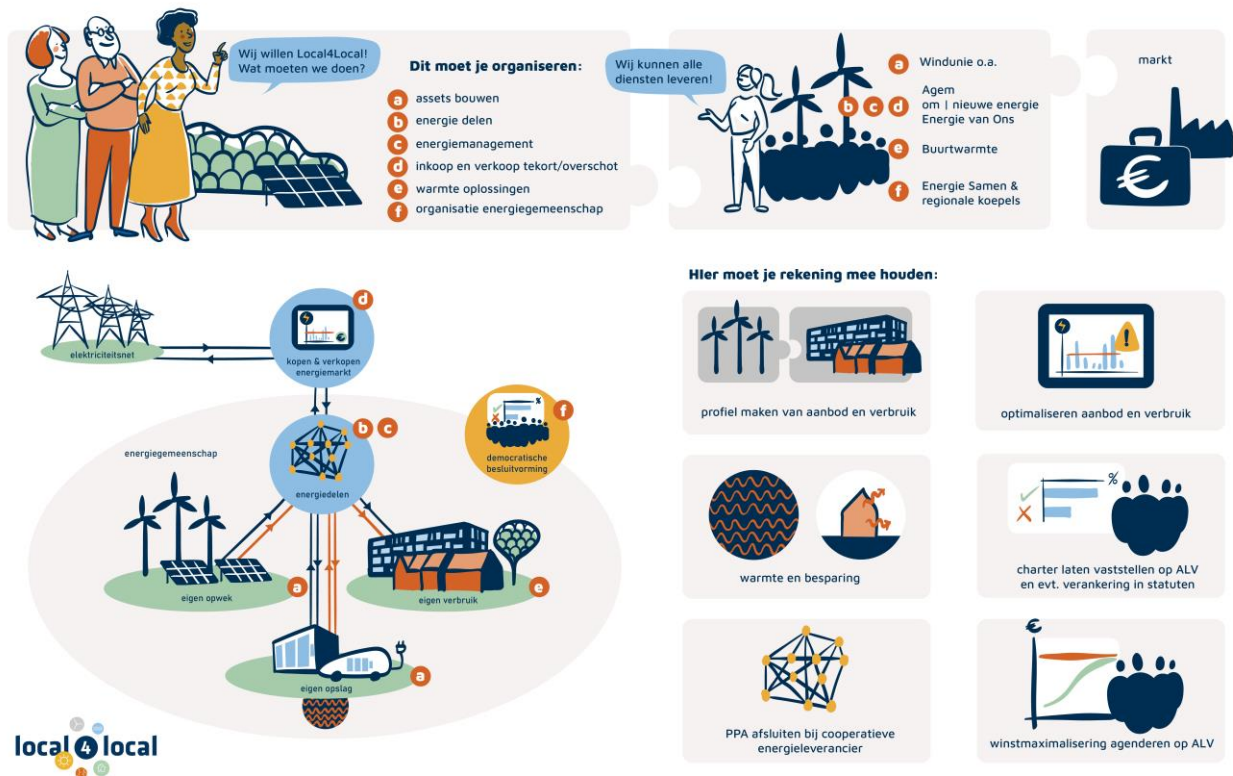 Wij willen Local4Local!
Wat moeten we doen?
Dit moet je organiseren:
a assets bouwen
b energie delen
c energiemanagement
d inkoop en verkoop tekort/overschot
e warmte oplossingen
f organisatie energiegemeenschap
Wij kunnen alle
diensten leveren!
a Windunie o.a.
b c d Agem
om | nieuwe energie
Energie van Ons
e Buurtwarmte
f Energie Samen &
regionale koepels
markt
€
elektriciteitsnet
d
kopen & verkopen
energiemarkt
energiegemeenschap
b c
energiedelen
%
f
democratische
besluitvorming
eigen opwek
a
eigen verbruik
e
eigen opslag
a
local 4 local
HIer moet je rekening mee houden:
profiel maken van aanbod en verbruik
!
optimaliseren aanbod en verbruik
warmte en besparing
%
charter laten vaststellen op ALV
en evt. verankering in statuten
PPA afsluiten bij cooperatieve
energieleverancier
€
winstmaximalisering agenderen op ALV